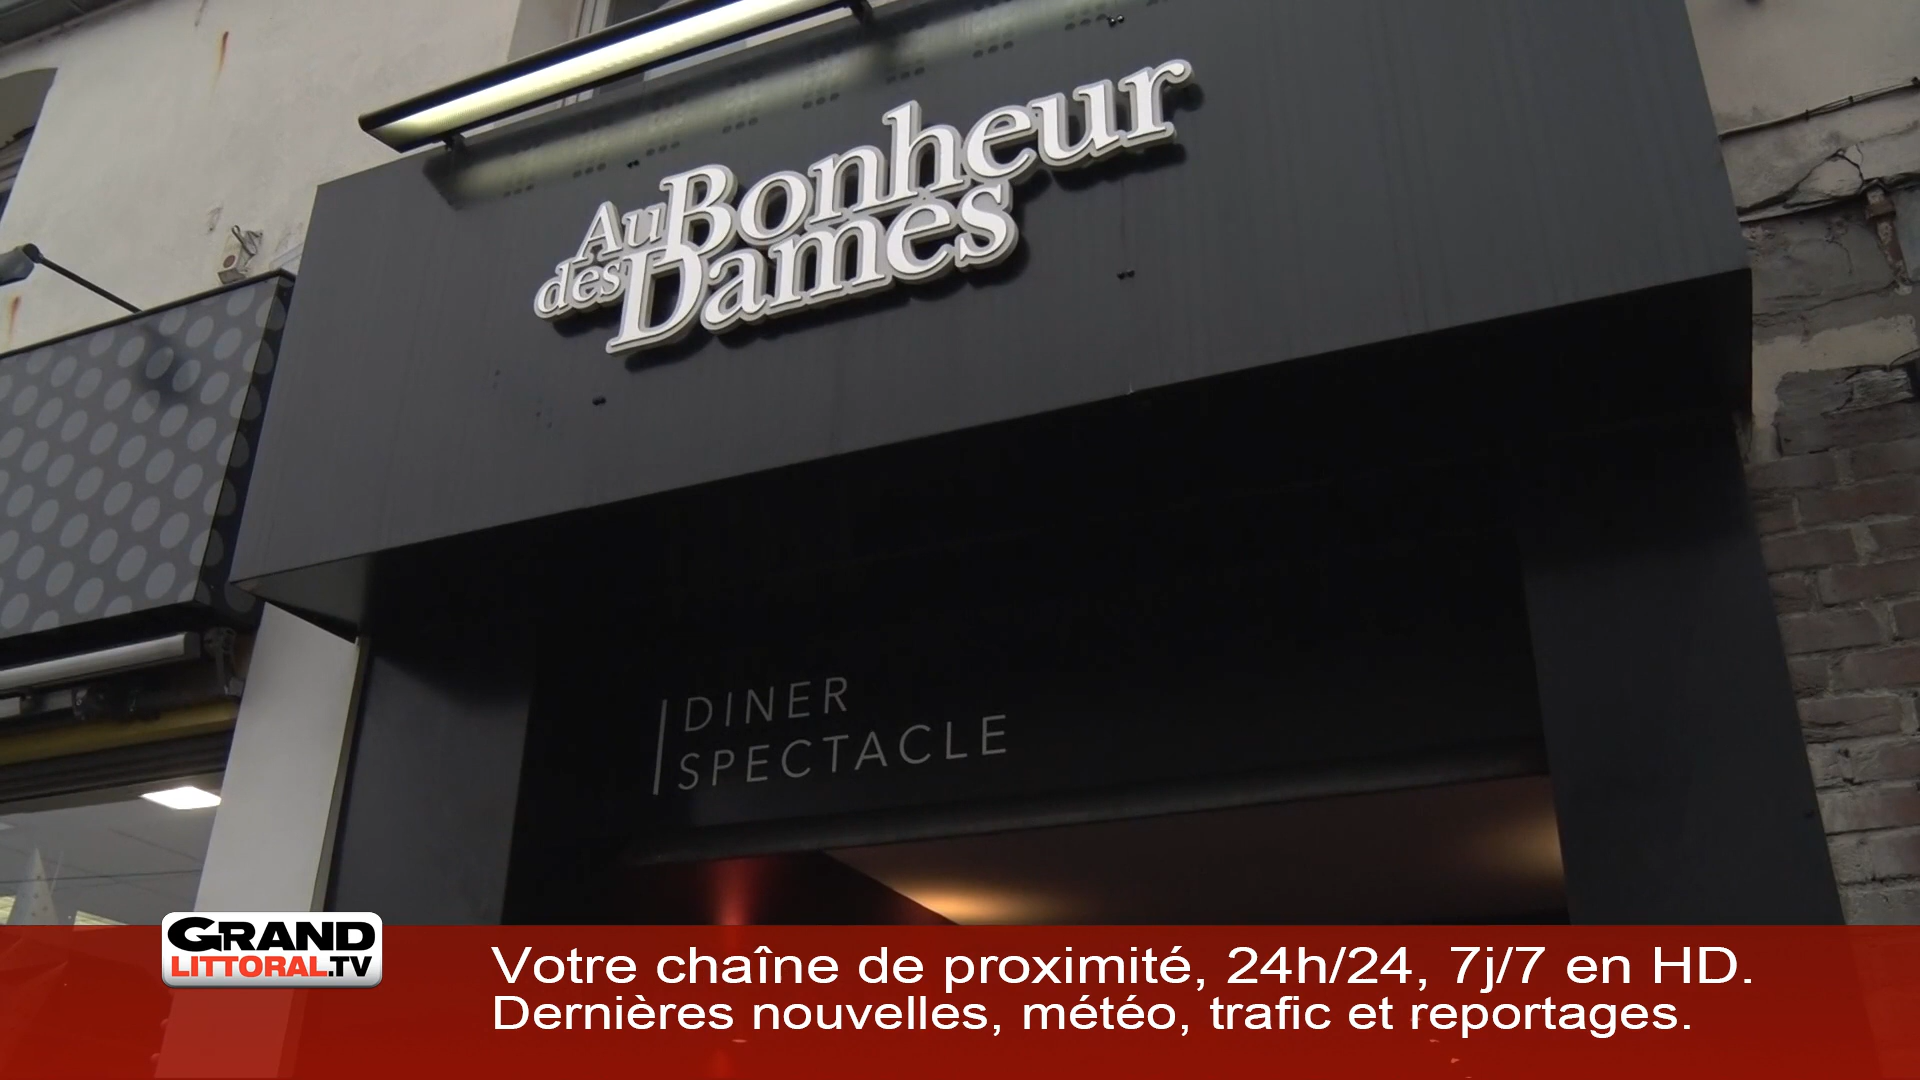 Au Bonheur
des Dames
DINER
SPECTACLE
GRAND
LITTORAL.TV
Votre chaîne de proximité, 24h/24, 7j/7 en HD.
Dernières nouvelles, météo, trafic et reportages.